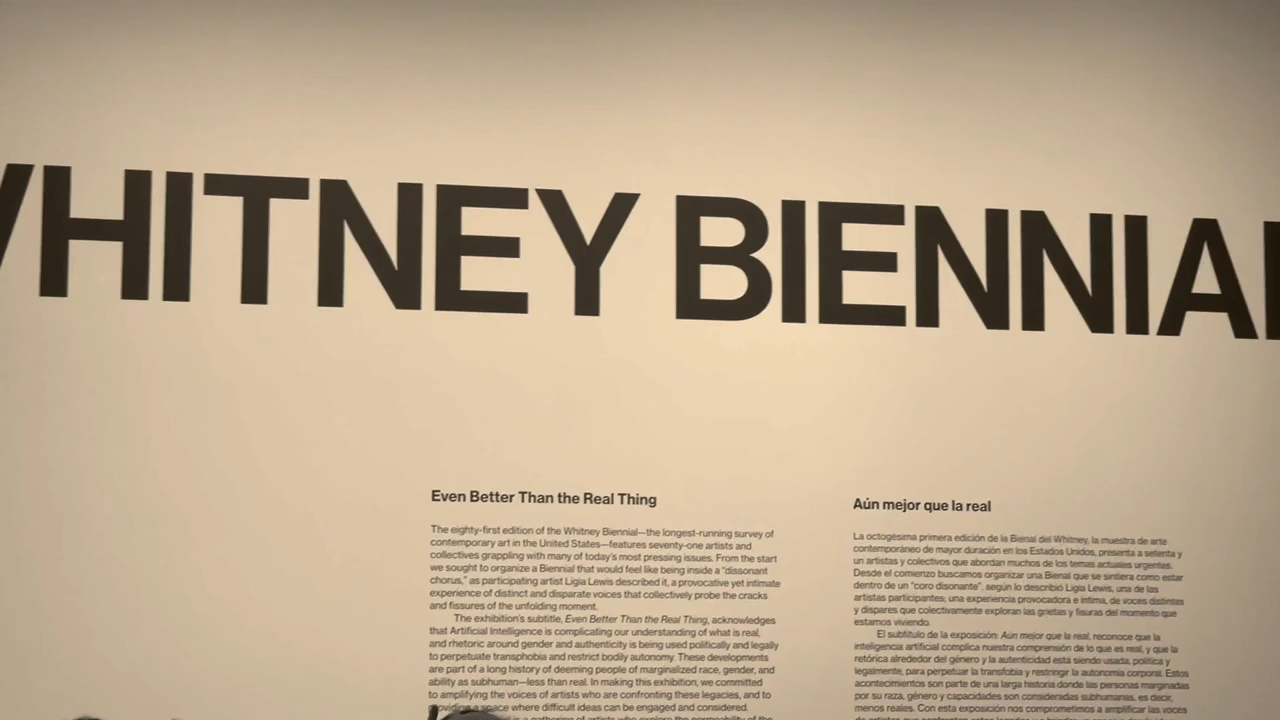 WHITNEY BIENNIAL
Even Better Than the Real Thing
The eighty-first edition of the Whitney Biennial—the longest-running survey of
contemporary art in the United States—features seventy-one artists and
collectives grappling with many of today's most pressing issues. From the start
we sought to organize a Biennial that would feel like being inside a "dissonant
chorus," as participating artist Ligia Lewis described it, a provocative yet intimate
experience of distinct and disparate voices that collectively probe the cracks
and fissures of the unfolding moment.
The exhibition's subtitle, Even Better Than the Real Thing, acknowledges
that Artificial Intelligence is complicating our understanding of what is real,
and rhetoric around gender and authenticity is being used politically and legally
to perpetuate transphobia and restrict bodily autonomy. These developments
are part of a long history of deeming people of marginalized race, gender, and
ability as subhuman—less than real. In making this exhibition, we committed
to amplifying the voices of artists who are confronting these legacies, and to
providing a space where difficult ideas can be engaged and considered.
is a gathering of artists who explore the permeability of the
Aún mejor que la real
La octogésima primera edición de la Bienal del Whitney, la muestra de arte
contemporáneo de mayor duración en los Estados Unidos, presenta a setenta y
un artistas y colectivos que abordan muchos de los temas actuales urgentes.
Desde el comienzo buscamos organizar una Bienal que se sintiera como estar
dentro de un "coro disonante", según lo describió Ligia Lewis, una de las
artistas participantes; una experiencia provocadora e íntima, de voces distintas
y dispares que colectivamente exploran las grietas y fisuras del momento que
estamos viviendo.
El subtítulo de la exposición: Aún mejor que la real, reconoce que la
inteligencia artificial complica nuestra comprensión de lo que es real, y que la
retórica alrededor del género y la autenticidad está siendo usada, política y
legalmente, para perpetuar la transfobia y restringir la autonomía corporal. Estos
acontecimientos son parte de una larga historia donde las personas marginadas
por su raza, género y capacidades son consideradas subhumanas, es decir,
menos reales. Con esta exposición nos comprometimos a amplificar las voces